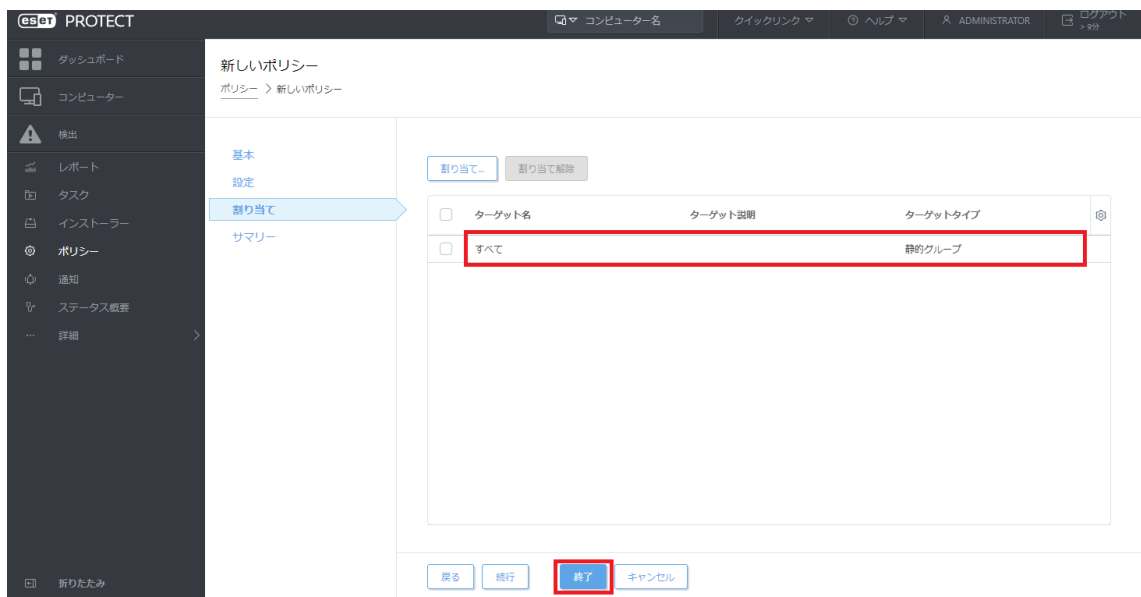 eset PROTECT
コンピューター名
クイックリンク
ヘルプ
ADMINISTRATOR
ログアウト
> 9分
ダッシュボード
コンピューター
検出
レポート
タスク
インストーラー
ポリシー
通知
ステータス概要
詳細
折りたたみ
新しいポリシー
ポリシー > 新しいポリシー
基本
設定
割り当て
サマリー
割り当て... 割り当て解除
ターゲット名 ターゲット説明 ターゲットタイプ
すべて 静的グループ
戻る 続行 終了 キャンセル